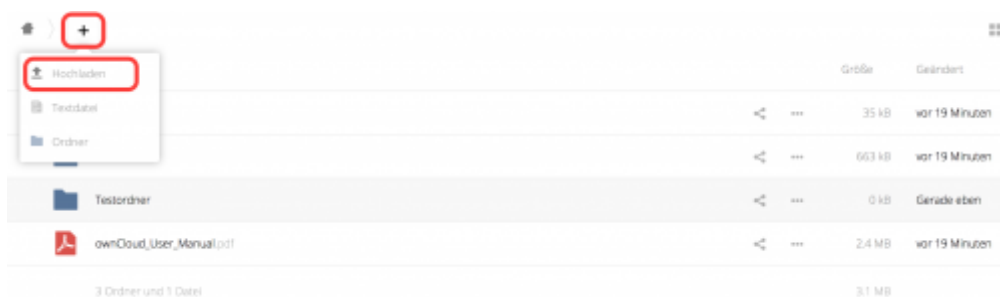 +
Hochladen
Größe Geändert
Textdatei
35 kB vor 19 Minuten
Ordner
663 kB vor 19 Minuten
Testordner 0 kB Gerade eben
ownCloud_User_Manual.pdf 2,4 MB vor 19 Minuten
3 Ordner und 1 Datei 3,1 MB